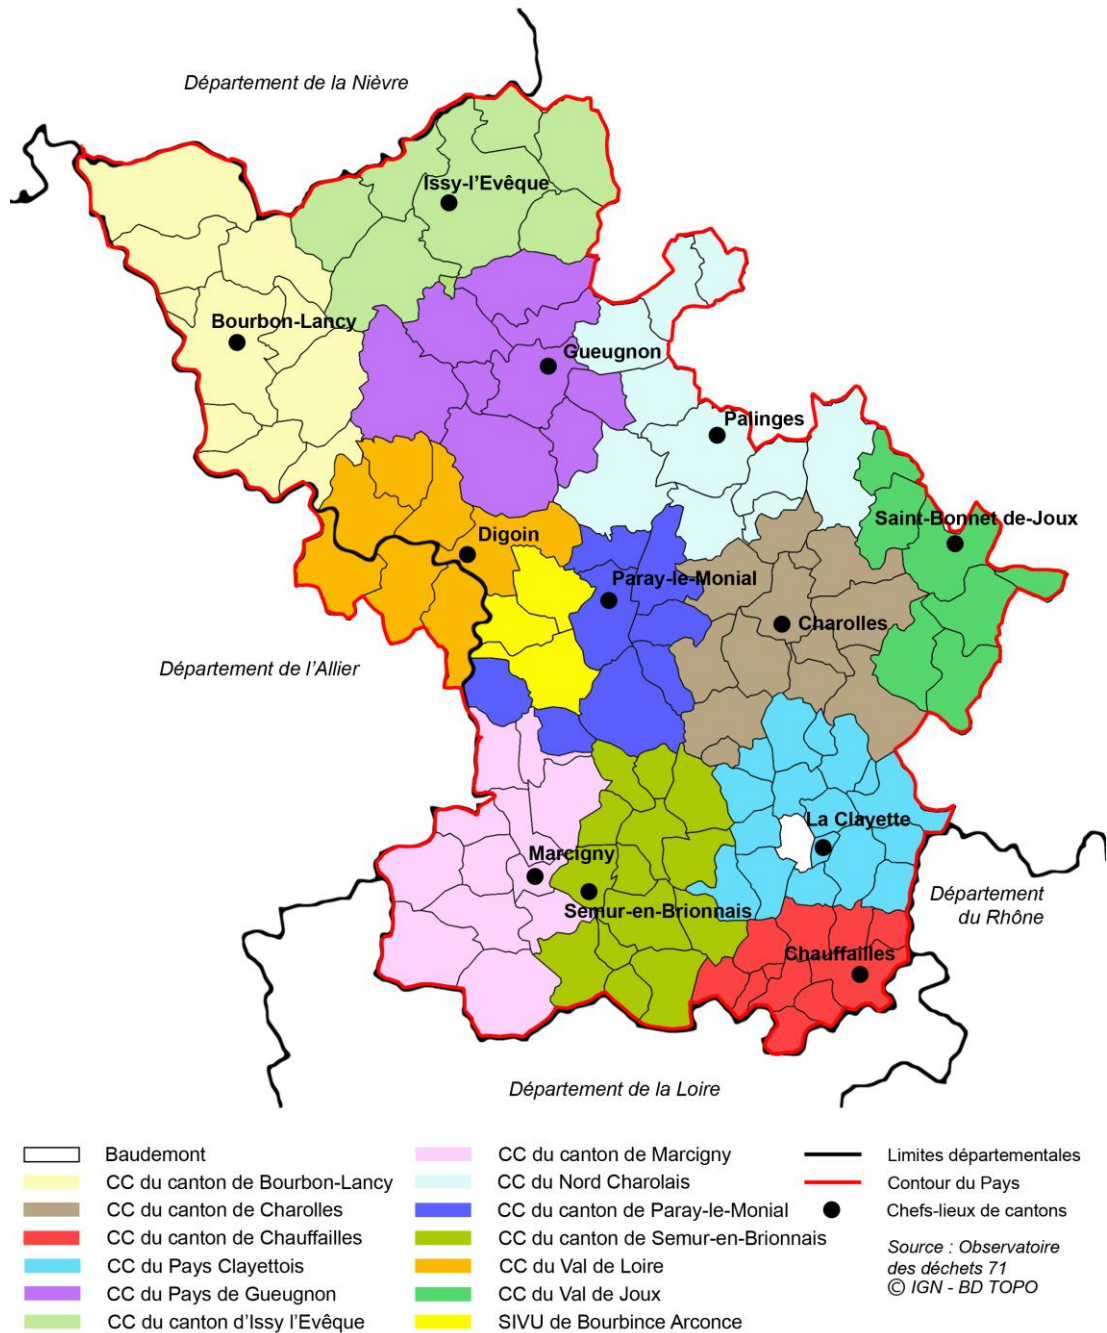 Département de la Nièvre
Issy-l'Evêque
Bourbon-Lancy
Gueugnon
Palinges
Saint-Bonnet de-Joux
Digoin
Paray-le-Monial
Charolles
Département de l'Allier
La Clayette
Marcigny
Département
du Rhône
Semur-en-Brionnais
Chauffailles
Département de la Loire
Baudemont
CC du canton de Bourbon-Lancy
CC du canton de Charolles
CC du canton de Chauffailles
CC du Pays Clayettois
CC du Pays de Gueugnon
CC du canton d'Issy l'Evêque
CC du canton de Marcigny
CC du Nord Charolais
CC du canton de Paray-le-Monial
CC du canton de Semur-en-Brionnais
CC du Val de Loire
CC du Val de Joux
SIVU de Bourbince Arconce
Limites départementales
Contour du Pays
Chefs-lieux de cantons
Source : Observatoire
des déchets 71
© IGN - BD TOPO